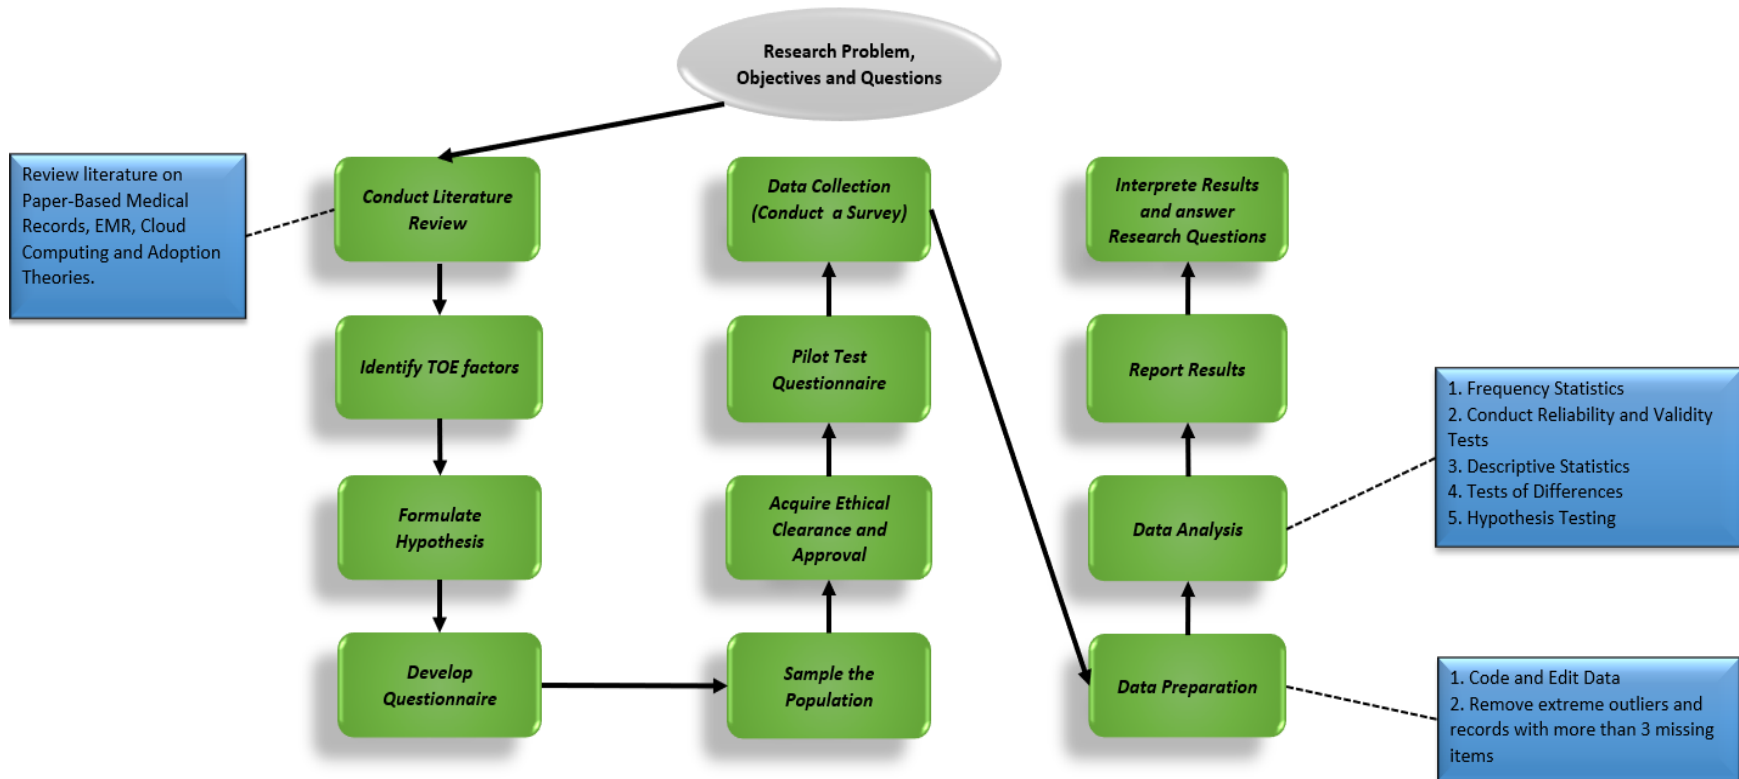 Research Problem,
Objectives and Questions
Review literature on
Paper-Based Medical
Records, EMR, Cloud
Computing and Adoption
Theories.
Conduct Literature
Review
Identify TOE factors
Formulate
Hypothesis
Develop
Questionnaire
Sample the
Population
Acquire Ethical
Clearance and
Approval
Pilot Test
Questionnaire
Data Collection
(Conduct a Survey)
Data Preparation
1. Code and Edit Data
2. Remove extreme outliers and
records with more than 3 missing
items
Data Analysis
1. Frequency Statistics
2. Conduct Reliability and Validity
Tests
3. Descriptive Statistics
4. Tests of Differences
5. Hypothesis Testing
Report Results
Interprete Results
and answer
Research Questions